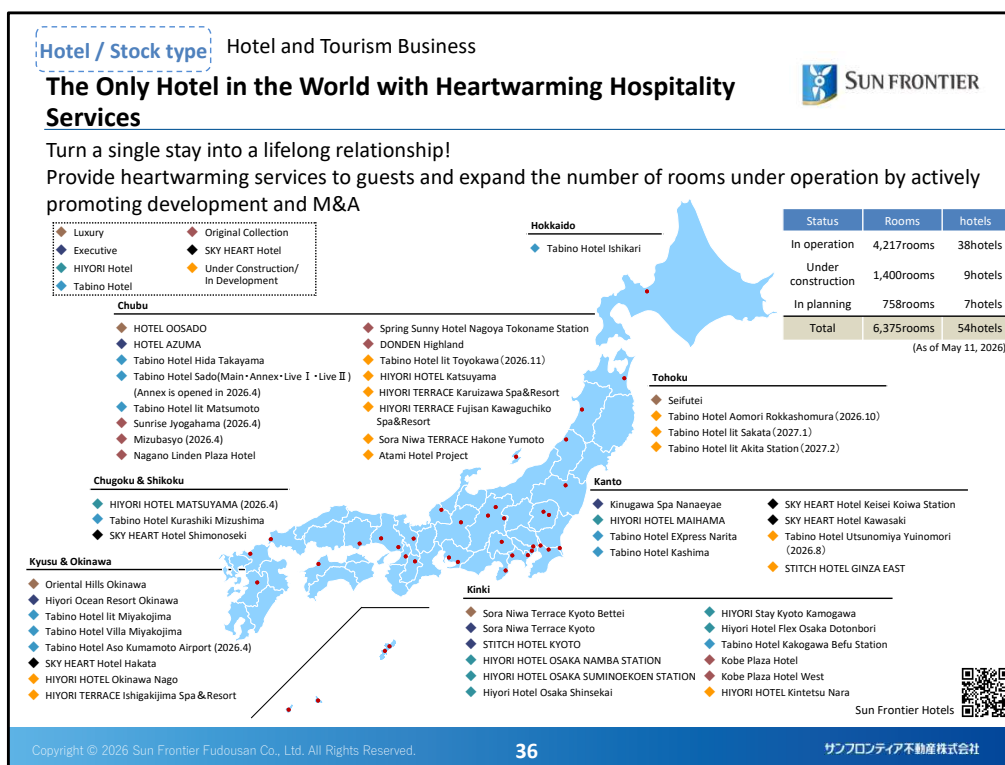 Hotel / Stock type
Hotel and Tourism Business
The Only Hotel in the World with Heartwarming Hospitality
Services
SUN FRONTIER
Turn a single stay into a lifelong relationship!
Provide heartwarming services to guests and expand the number of rooms under operation by actively
promoting development and M&A
Luxury
Executive
HIYORI Hotel
Tabino Hotel
Original Collection
SKY HEART Hotel
Under Construction/
In Development
Hokkaido
Tabino Hotel Ishikari
Status Rooms hotels
In operation 4,217rooms 38hotels
Under
construction 1,400rooms 9hotels
In planning 758rooms 7hotels
Total 6,375rooms 54hotels
(As of May 11, 2026)
Chubu
HOTEL OOSADO
HOTEL AZUMA
Tabino Hotel Hida Takayama
Tabino Hotel Sado(Main・Annex・Live Ⅰ・Live Ⅱ)
(Annex is opened in 2026.4)
Tabino Hotel lit Matsumoto
Sunrise Jyogahama (2026.4)
Mizubasyo (2026.4)
Nagano Linden Plaza Hotel
Spring Sunny Hotel Nagoya Tokoname Station
DONDEN Highland
Tabino Hotel lit Toyokawa (2026.11)
HIYORI HOTEL Katsuyama
HIYORI TERRACE Karuizawa Spa&Resort
HIYORI TERRACE Fujisan Kawaguchiko
Spa&Resort
Sora Niwa TERRACE Hakone Yumoto
Atami Hotel Project
Tohoku
Seifutei
Tabino Hotel Aomori Rokkashomura (2026.10)
Tabino Hotel lit Sakata (2027.1)
Tabino Hotel lit Akita Station (2027.2)
Chugoku & Shikoku
HIYORI HOTEL MATSUYAMA (2026.4)
Tabino Hotel Kurashiki Mizushima
SKY HEART Hotel Shimonoseki
Kanto
Kinugawa Spa Nanaeyae
HIYORI HOTEL MAIHAMA
Tabino Hotel EXpress Narita
Tabino Hotel Kashima
SKY HEART Hotel Keisei Koiwa Station
SKY HEART Hotel Kawasaki
Tabino Hotel Utsunomiya Yuinomori
(2026.8)
STITCH HOTEL GINZA EAST
Kyusu & Okinawa
Oriental Hills Okinawa
Hiyori Ocean Resort Okinawa
Tabino Hotel lit Miyakojima
Tabino Hotel Villa Miyakojima
Tabino Hotel Aso Kumamoto Airport (2026.4)
SKY HEART Hotel Hakata
HIYORI HOTEL Okinawa Nago
HIYORI TERRACE Ishigakijima Spa&Resort
Kinki
Sora Niwa Terrace Kyoto Bettei
Sora Niwa Terrace Kyoto
STITCH HOTEL KYOTO
HIYORI HOTEL OSAKA NAMBA STATION
HIYORI HOTEL OSAKA SUMINOEKOEN STATION
Hiyori Hotel Osaka Shinsekai
HIYORI Stay Kyoto Kamogawa
Hiyori Hotel Flex Osaka Dotonbori
Tabino Hotel Kakogawa Befu Station
Kobe Plaza Hotel
Kobe Plaza Hotel West
HIYORI HOTEL Kintetsu Nara
Sun Frontier Hotels
Copyright © 2026 Sun Frontier Fudousan Co., Ltd. All Rights Reserved.
36
サンフロンティア不動産株式会社